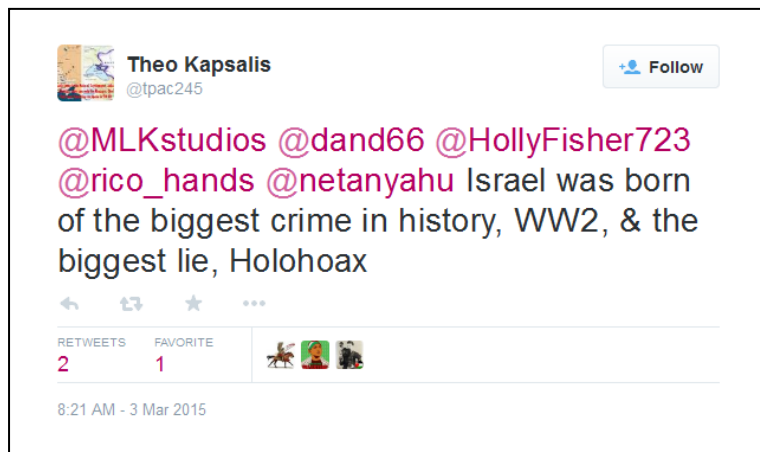 Theo Kapsalis
@tpac245
Follow
@MLKstudios @dand66 @HollyFisher723
@rico_hands @netanyahu Israel was born
of the biggest crime in history, WW2, & the
biggest lie, Holohoax
RETWEETS FAVORITE
2 1
8:21 AM - 3 Mar 2015